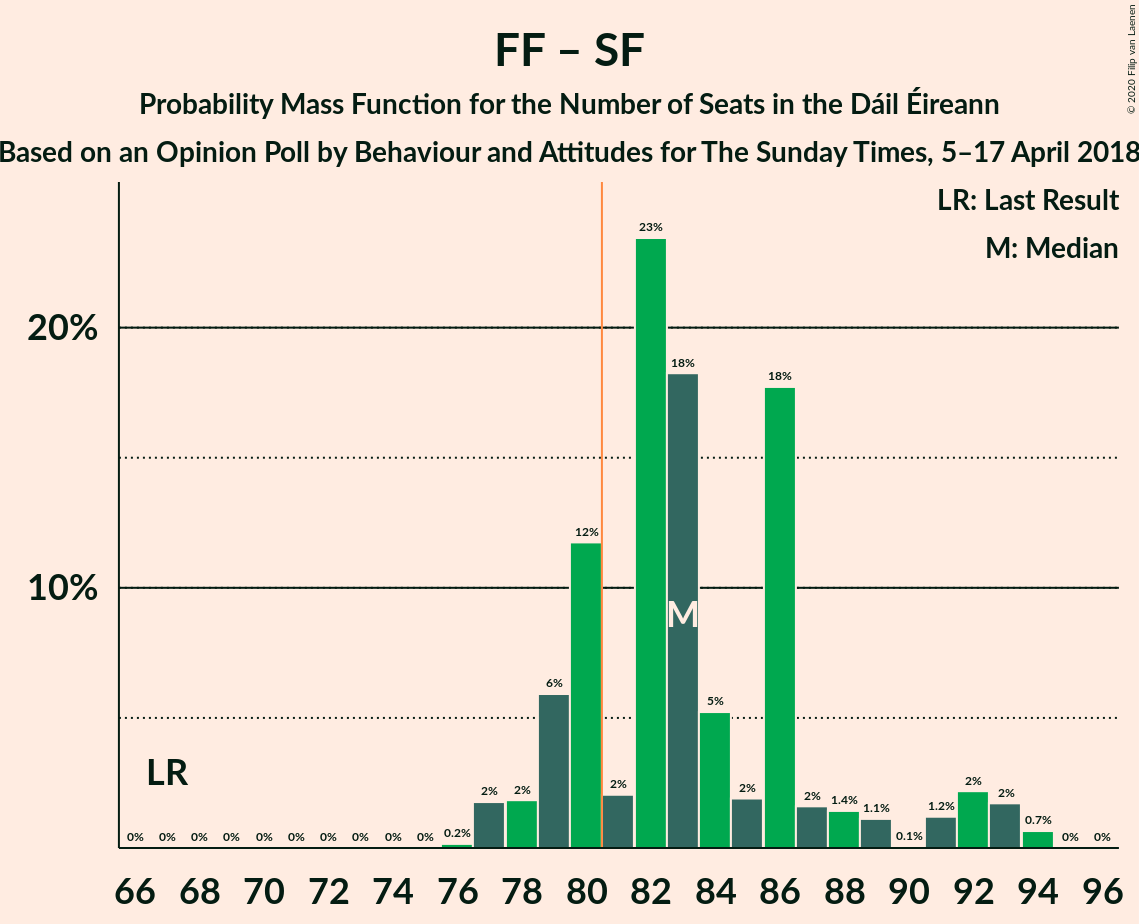 FF – SF
Probability Mass Function for the Number of Seats in the Dáil Éireann
Based on an Opinion Poll by Behaviour and Attitudes for The Sunday Times, 5–17 April 2018
© 2020 Filip van Laenen
LR: Last Result
M: Median
20%
10%
LR
M
0% 0% 0% 0% 0% 0% 0% 0% 0% 0% 0.2% 2% 2% 6% 12% 2% 23% 18% 5% 2% 18% 2% 1.4% 1.1% 0.1% 1.2% 2% 2% 0.7% 0% 0%
66 68 70 72 74 76 78 80 82 84 86 88 90 92 94 96